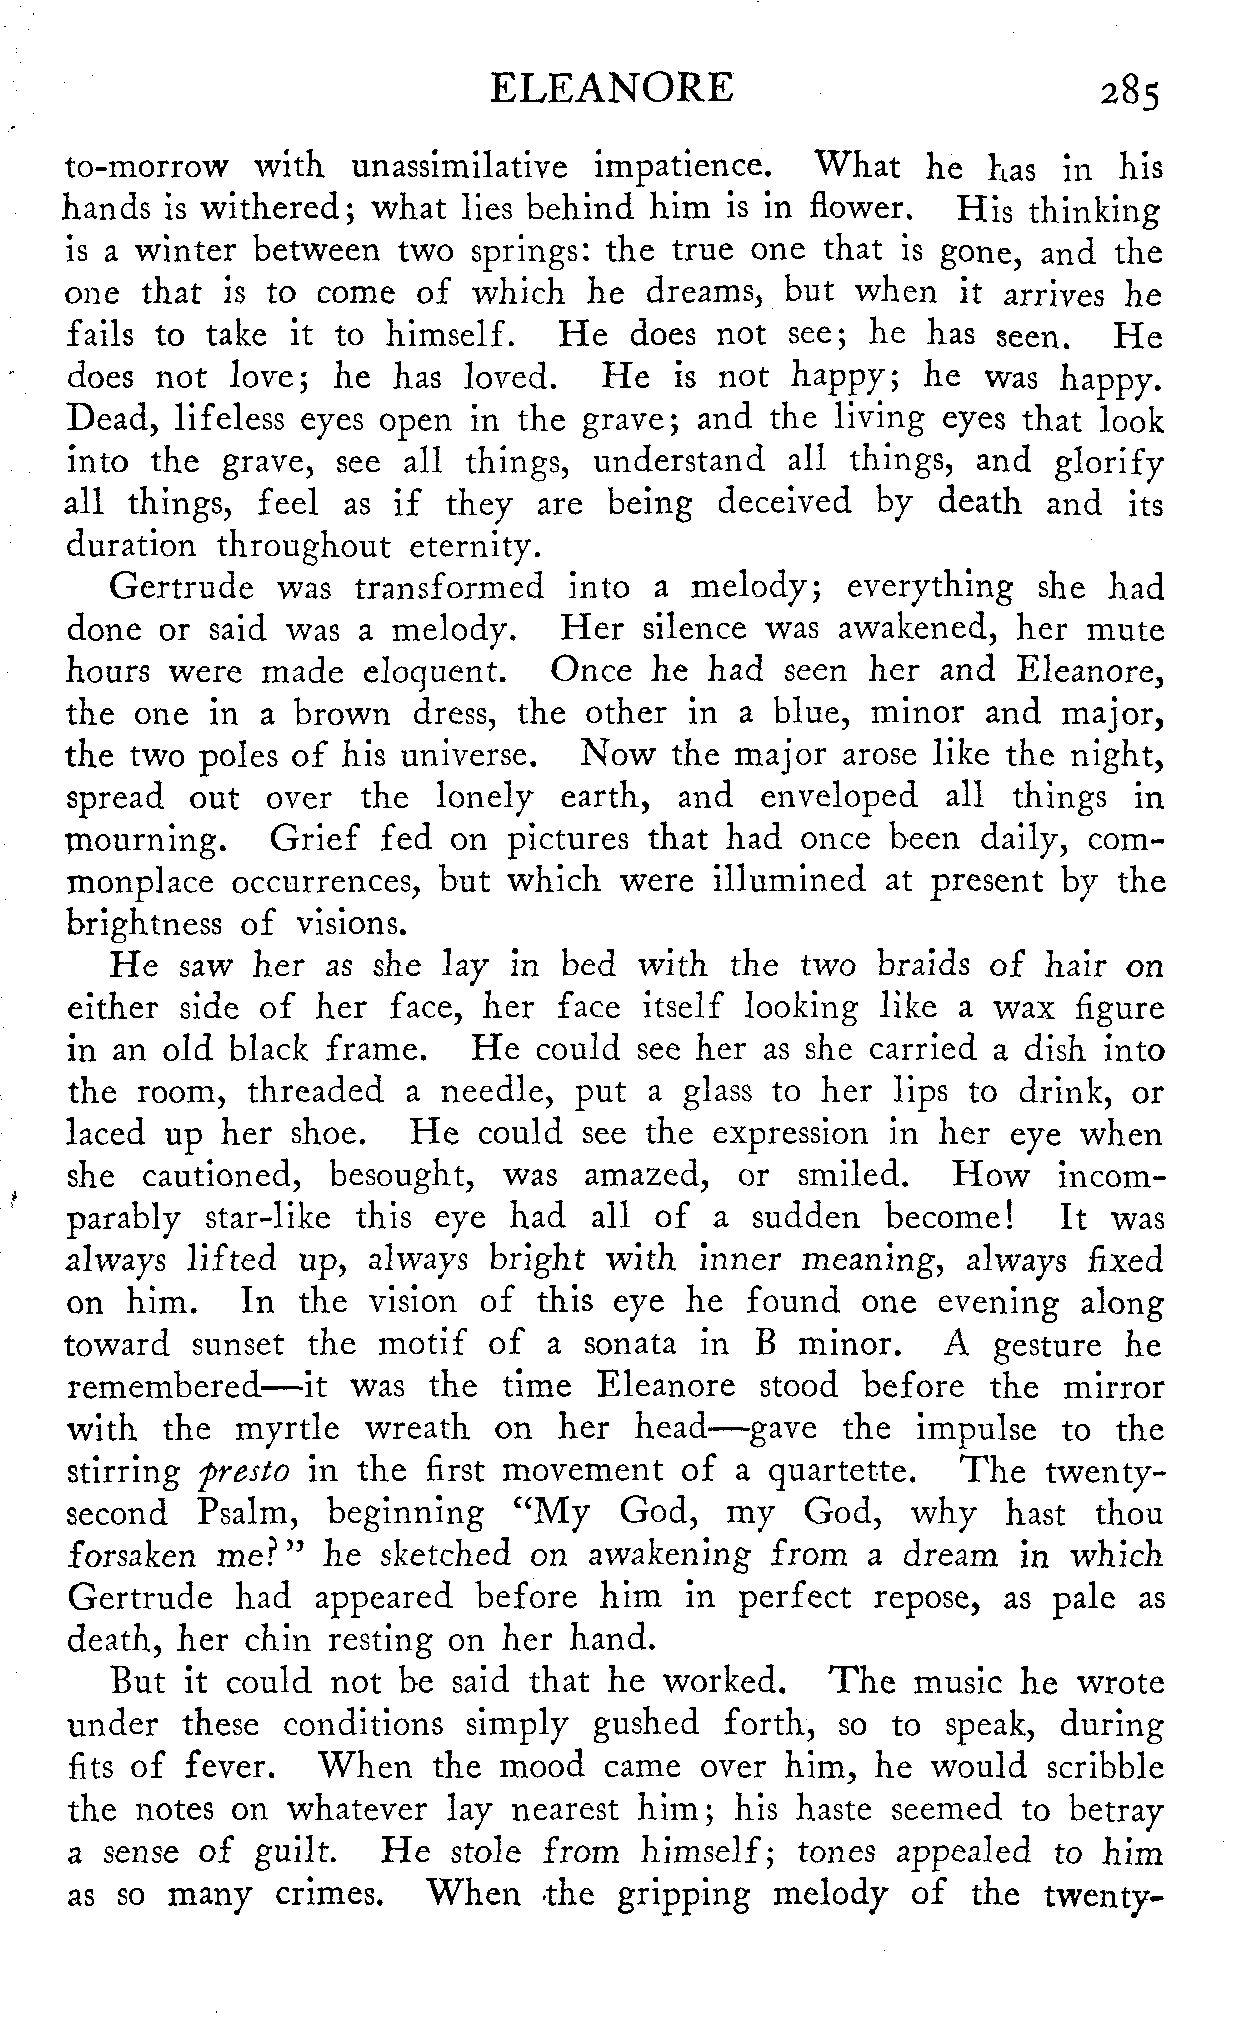 ELEANORE 285
to-morrow with unassimilative impatience. What he has in his
hands is withered; what lies behind him is in flower. His thinking
is a winter between two springs: the true one that is gone, and the
one that is to come of which he dreams, but when it arrives he
fails to take it to himself. He does not see; he has seen. He
does not love; he has loved. He is not happy; he was happy.
Dead, lifeless eyes open in the grave; and the living eyes that look
into the grave, see all things, understand all things, and glorify
all things, feel as if they are being deceived by death and its
duration throughout eternity.
Gertrude was transformed into a melody; everything she had
done or said was a melody. Her silence was awakened, her mute
hours were made eloquent. Once he had seen her and Eleanore,
the one in a brown dress, the other in a blue, minor and major,
the two poles of his universe. Now the major arose like the night,
spread out over the lonely earth, and enveloped all things in
mourning. Grief fed on pictures that had once been daily, com-
monplace occurrences, but which were illumined at present by the
brightness of visions.
He saw her as she lay in bed with the two braids of hair on
either side of her face, her face itself looking like a wax figure
in an old black frame. He could see her as she carried a dish into
the room, threaded a needle, put a glass to her lips to drink, or
laced up her shoe. He could see the expression in her eye when
she cautioned, besought, was amazed, or smiled. How incom-
parably star-like this eye had all of a sudden become! It was
always lifted up, always bright with inner meaning, always fixed
on him. In the vision of this eye he found one evening along
toward sunset the motif of a sonata in B minor. A gesture he
remembered—it was the time Eleanore stood before the mirror
with the myrtle wreath on her head—gave the impulse to the
stirring presto in the first movement of a quartette. The twenty-
second Psalm, beginning “My God, my God, why hast thou
forsaken me?” he sketched on awakening from a dream in which
Gertrude had appeared before him in perfect repose, as pale as
death, her chin resting on her hand.
But it could not be said that he worked. The music he wrote
under these conditions simply gushed forth, so to speak, during
fits of fever. When the mood came over him, he would scribble
the notes on whatever lay nearest him; his haste seemed to betray
a sense of guilt. He stole from himself; tones appealed to him
as so many crimes. When the gripping melody of the twenty-